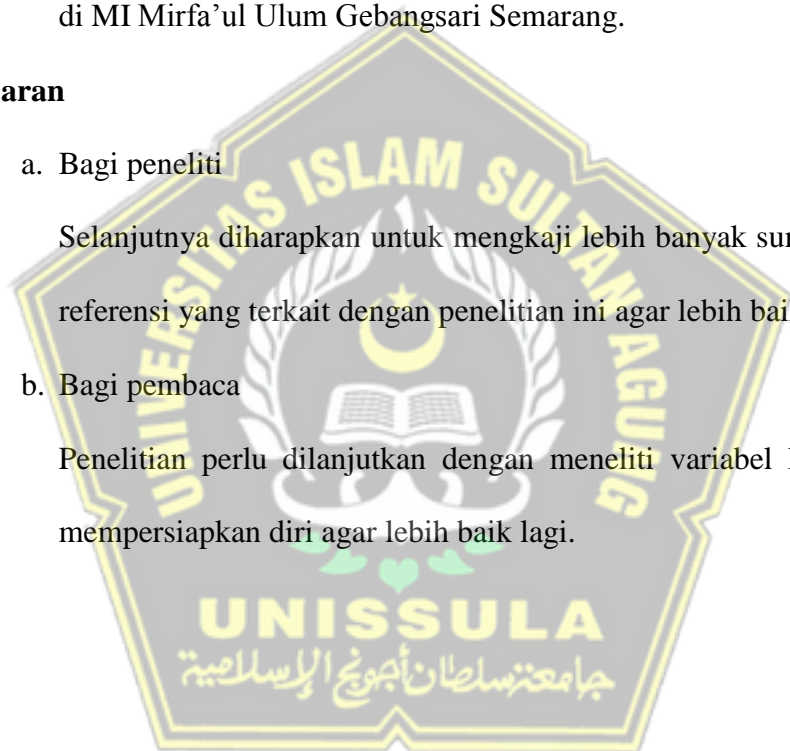 di MI Mirfa’ul Ulum Gebangsari Semarang.
aran
a. Bagi peneliti
Selanjutnya diharapkan untuk mengkaji lebih banyak
referensi yang terkait dengan penelitian ini agar lebih
b. Bagi pembaca
Penelitian perlu dilanjutkan dengan meneliti variabel
mempersiapkan diri agar lebih baik lagi.
UNIVERSITAS ISLAM SULTAN AGUNG
UNISSULA
جامعة سلطان أجونج الإسلامية